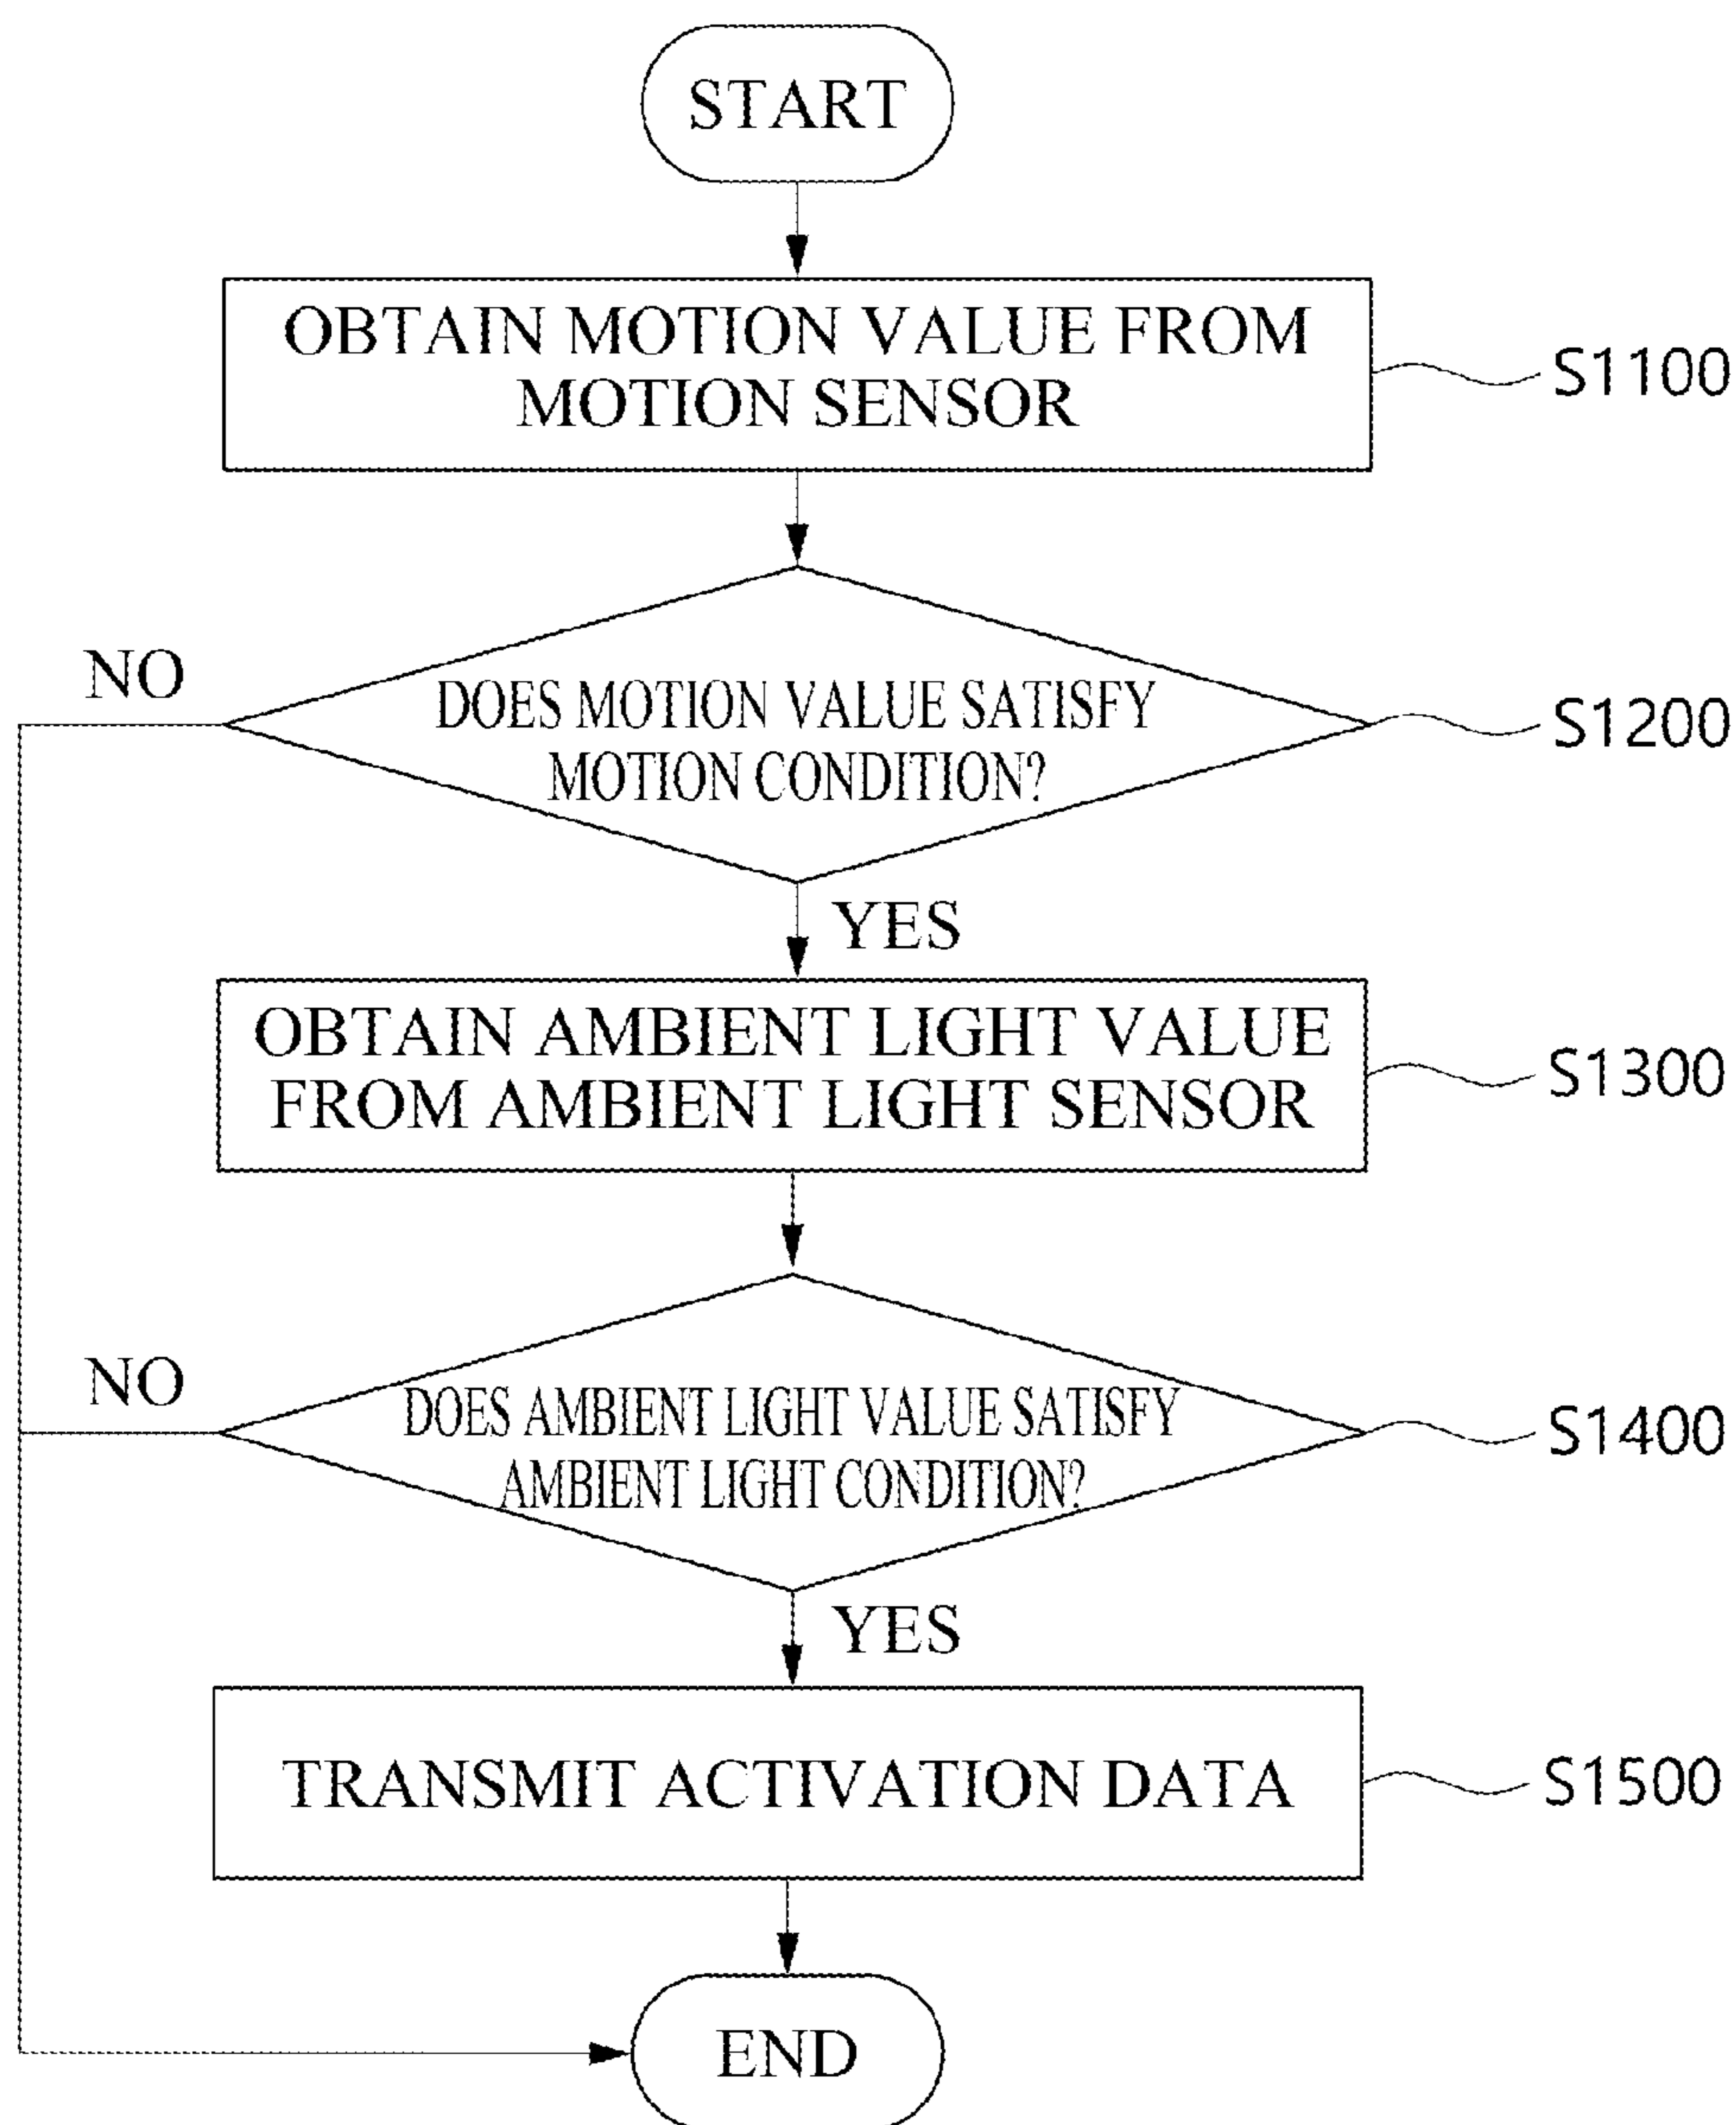 START
OBTAIN MOTION VALUE FROM
MOTION SENSOR
S1100
NO
DOES MOTION VALUE SATISFY
MOTION CONDITION?
S1200
YES
OBTAIN AMBIENT LIGHT VALUE
FROM AMBIENT LIGHT SENSOR
S1300
NO
DOES AMBIENT LIGHT VALUE SATISFY
AMBIENT LIGHT CONDITION?
S1400
YES
TRANSMIT ACTIVATION DATA
S1500
END